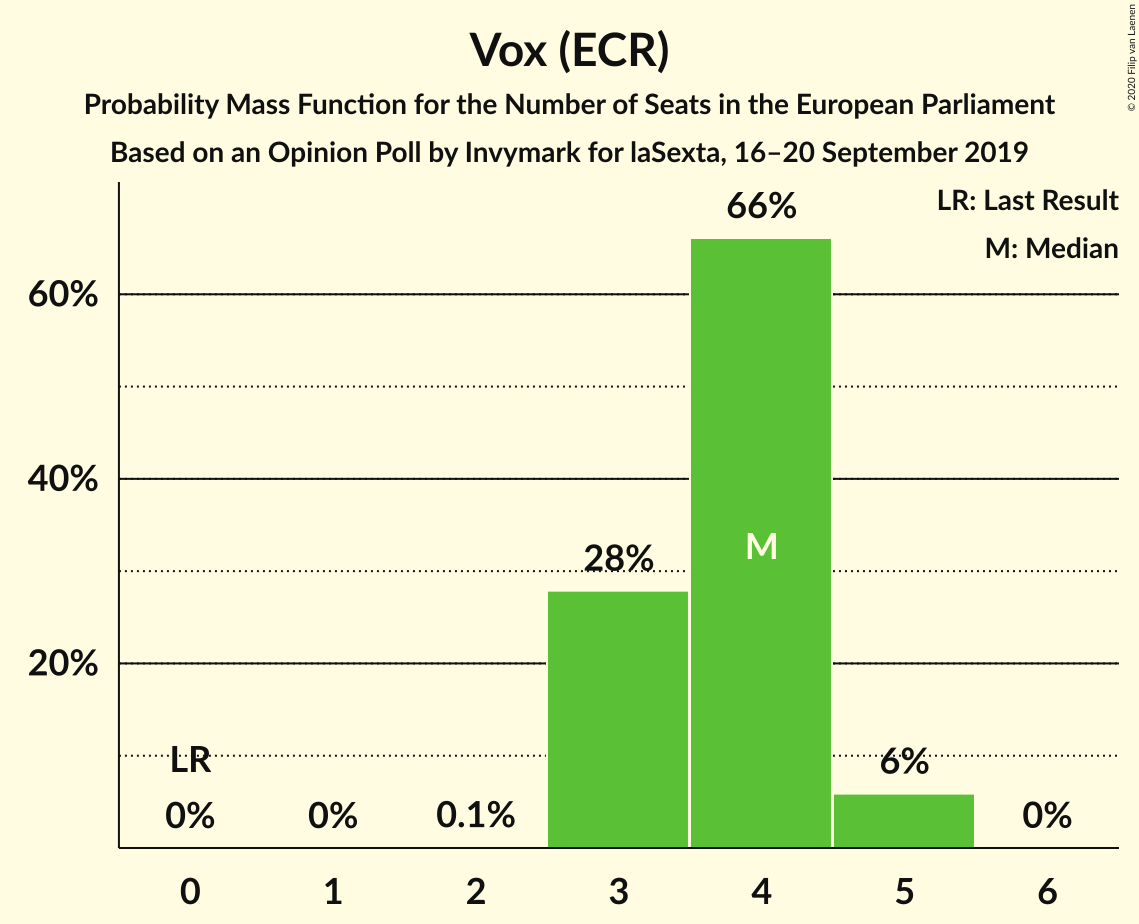 Vox (ECR)
Probability Mass Function for the Number of Seats in the European Parliament
Based on an Opinion Poll by Invymark for laSexta, 16–20 September 2019
© 2020 Filip van Laenen
LR: Last Result
M: Median
66%
60%
40%
28%
M
20%
LR
6%
0%
0%
0.1%
0%
0
1
2
3
4
5
6